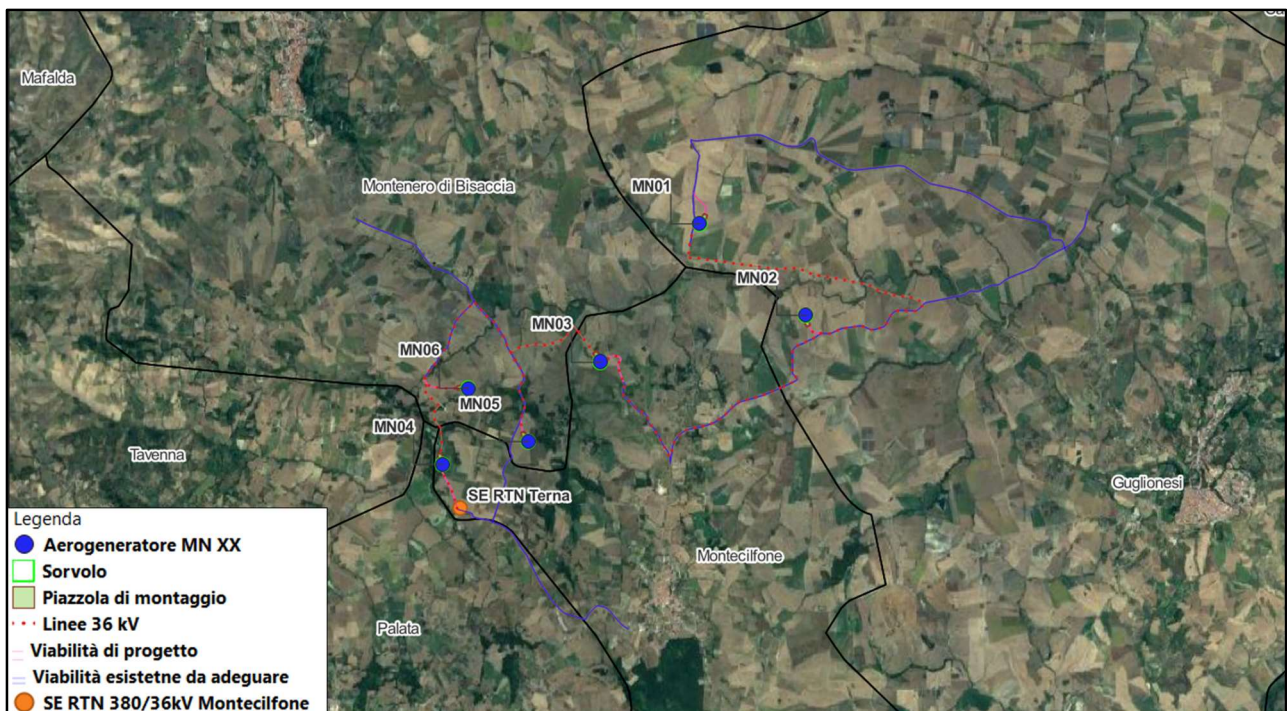 Mafalda
Montenero di Bisaccia
MN01
MN02
MN03
MN06
MN05
MN04
Tavenna
SE RTN Terna
Guglionesi
Montecilfone
Palata
Legenda
Aerogeneratore MN XX
Sorvolo
Piazzola di montaggio
Linee 36 kV
Viabilità di progetto
Viabilità esistetne da adeguare
SE RTN 380/36kV Montecilfone